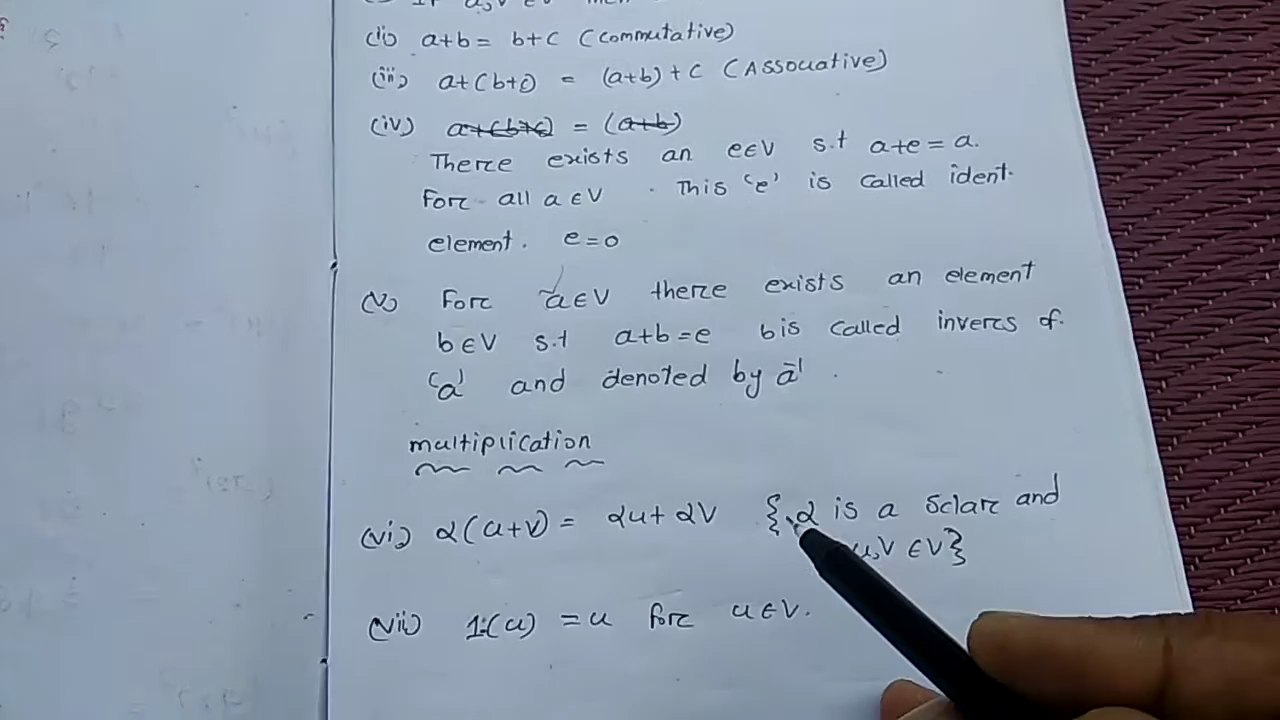 (ii) a+b = b+c (commutative)
(iii) a+(b+c) = (a+b)+c (Associative)
(iv) a+(b+c) = (a+b)
There exists an e∈V s.t a+e = a.
For all a∈V . This 'e' is called ident.
element. e=0
(v) For a∈V there exists an element
b∈V s.t a+b=e b is called invers of.
'a' and denoted by a⁻¹ .
multiplication
(vi) α(u+v) = αu+αv {α is a sclar and
u,v ∈V}
(vii) 1.(u) = u for u∈V.